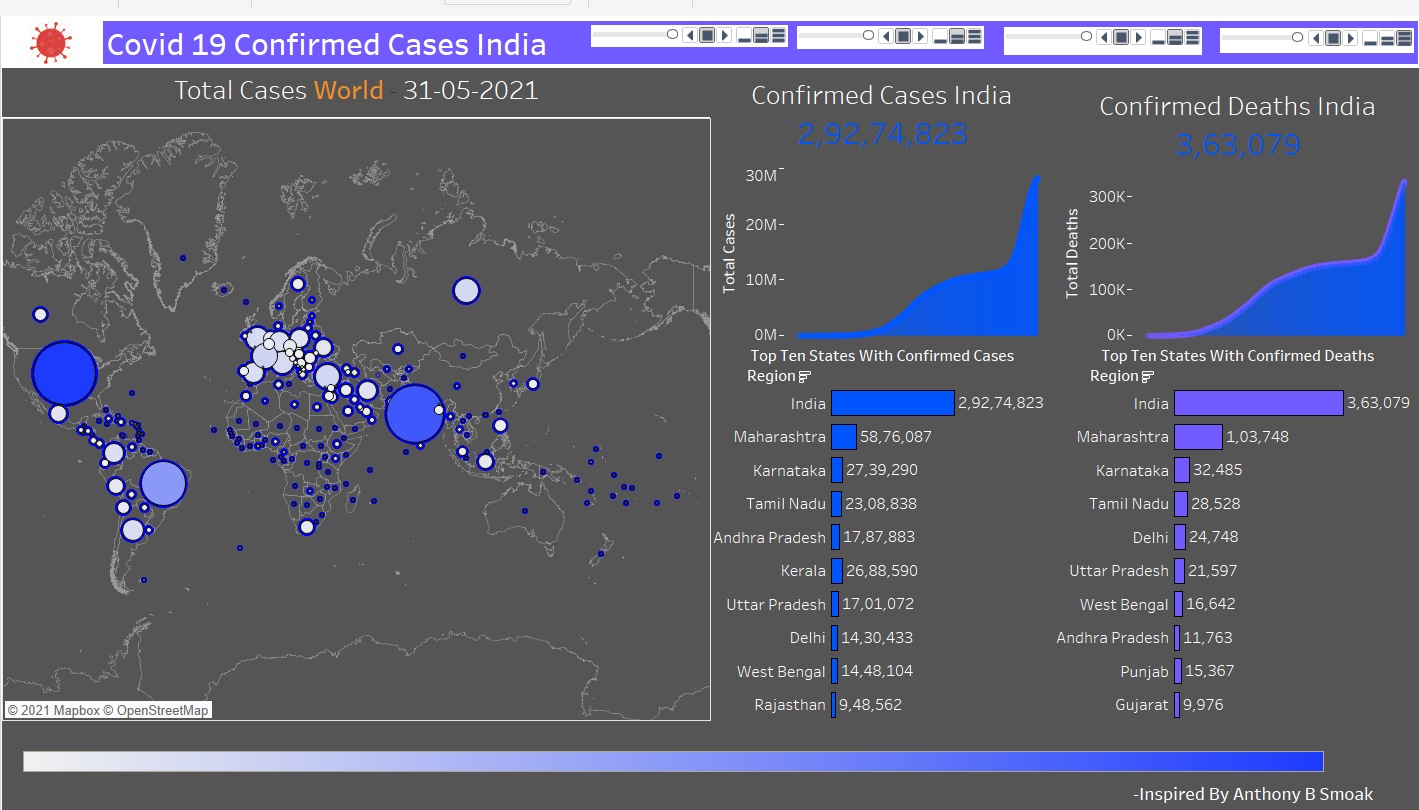 Covid 19 Confirmed Cases India
Total Cases World - 31-05-2021
© 2021 Mapbox © OpenStreetMap
Confirmed Cases India
2,92,74,823
Total Cases
30M
20M
10M
0M
Top Ten States With Confirmed Cases
Region
India 2,92,74,823
Maharashtra 58,76,087
Karnataka 27,39,290
Tamil Nadu 23,08,838
Andhra Pradesh 17,87,883
Kerala 26,88,590
Uttar Pradesh 17,01,072
Delhi 14,30,433
West Bengal 14,48,104
Rajasthan 9,48,562
Confirmed Deaths India
3,63,079
Total Deaths
300K
200K
100K
0K
Top Ten States With Confirmed Deaths
Region
India 3,63,079
Maharashtra 1,03,748
Karnataka 32,485
Tamil Nadu 28,528
Delhi 24,748
Uttar Pradesh 21,597
West Bengal 16,642
Andhra Pradesh 11,763
Punjab 15,367
Gujarat 9,976
-Inspired By Anthony B Smoak